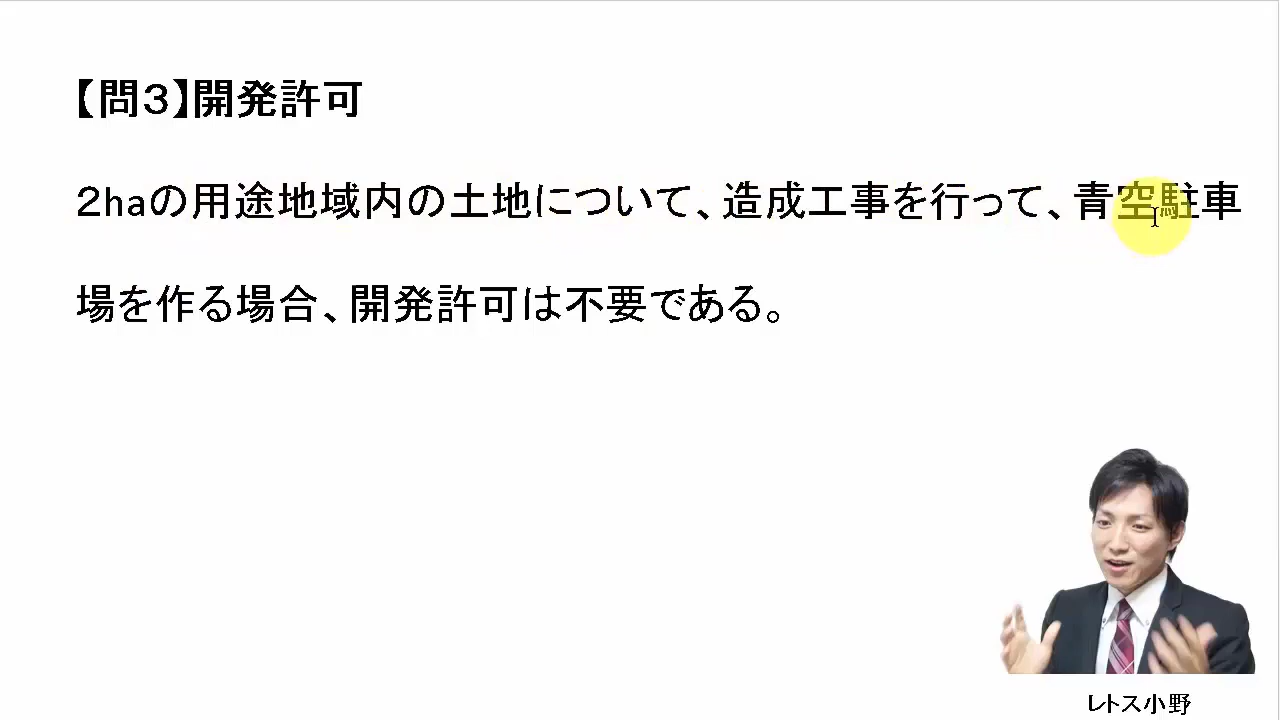 【問３】開発許可
２haの用途地域内の土地について、造成工事を行って、青空駐車
場を作る場合、開発許可は不要である。
レトス小野